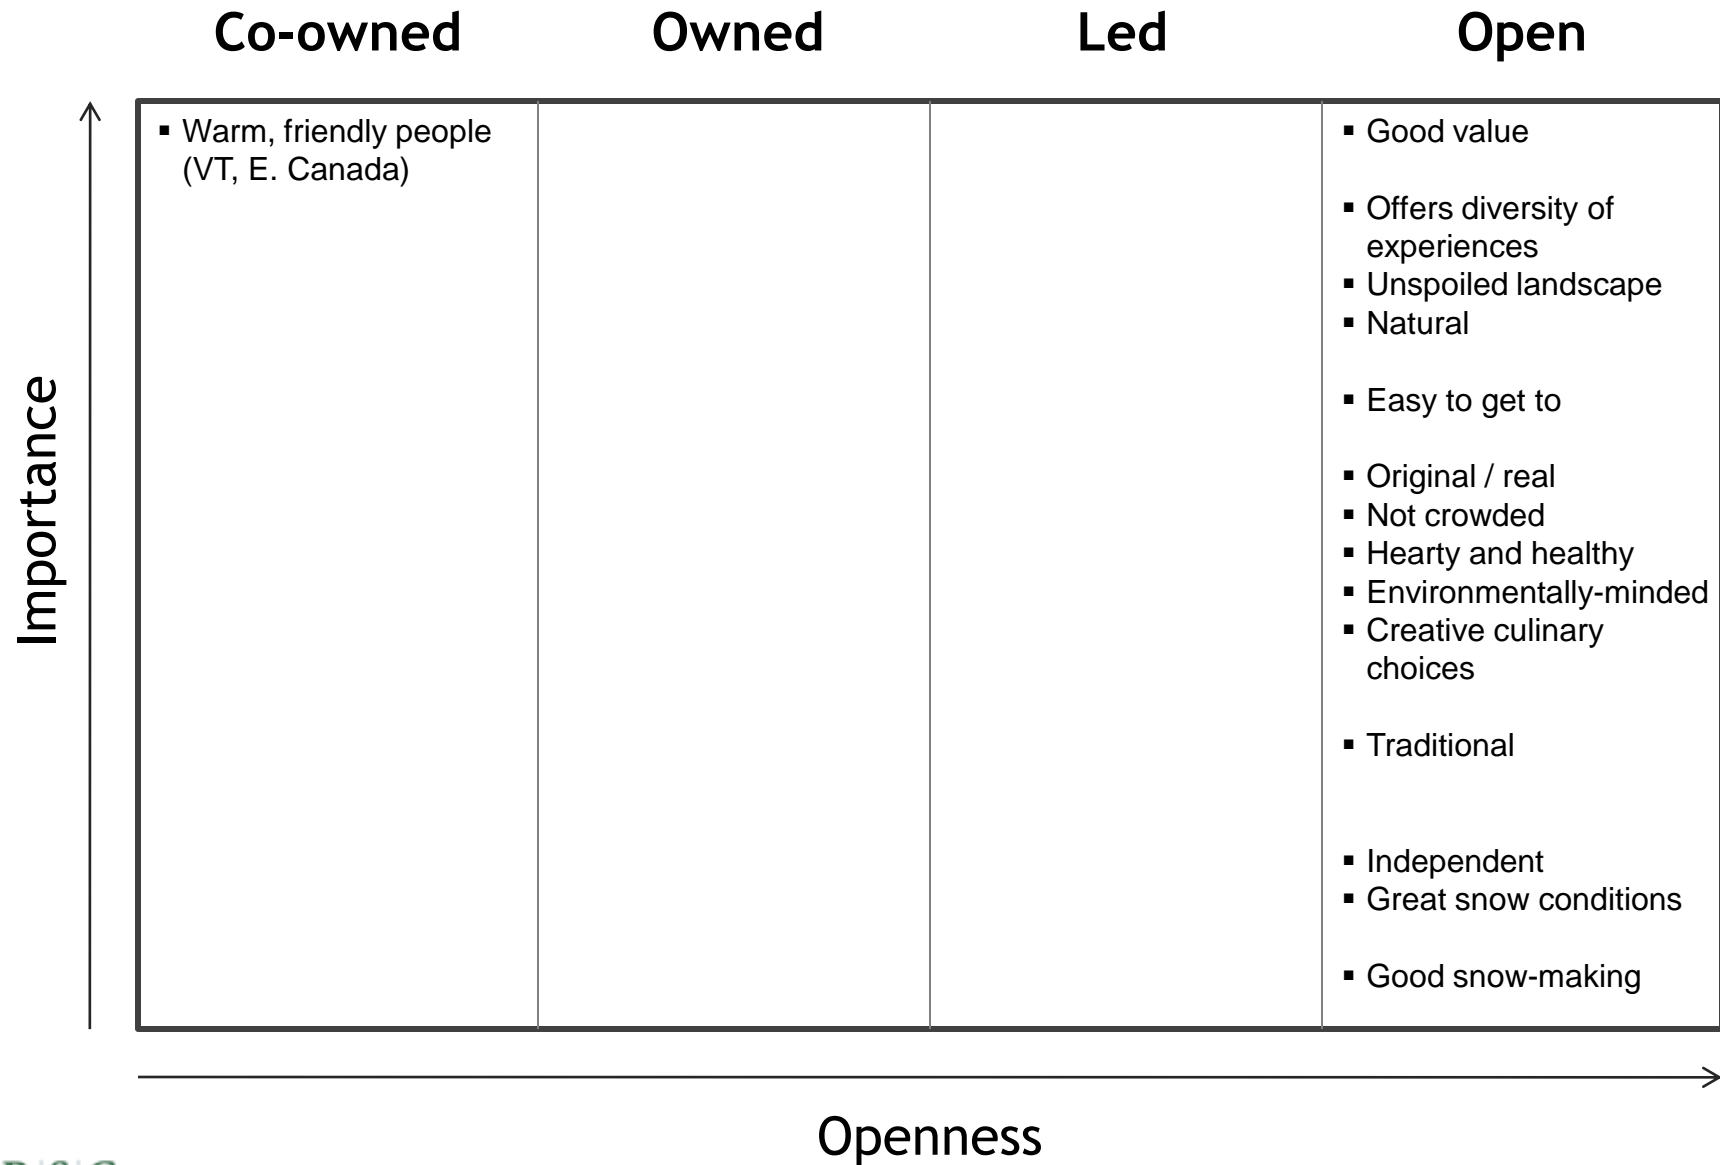 Co-owned Owned Led Open
▪ Warm, friendly people
(VT, E. Canada)
▪ Good value
▪ Offers diversity of
experiences
▪ Unspoiled landscape
▪ Natural
▪ Easy to get to
▪ Original / real
▪ Not crowded
▪ Hearty and healthy
▪ Environmentally-minded
▪ Creative culinary
choices
▪ Traditional
▪ Independent
▪ Great snow conditions
▪ Good snow-making
Importance
Openness